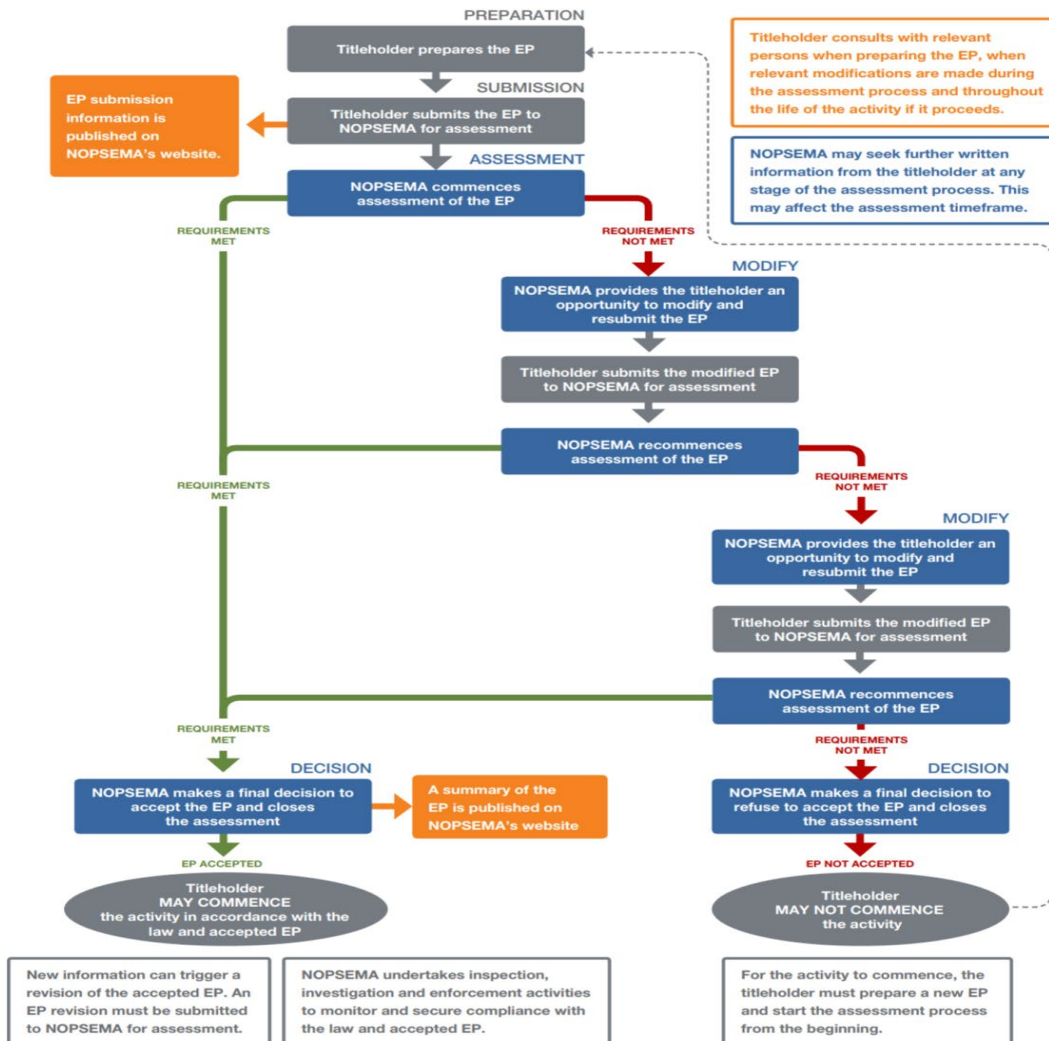 PREPARATION
Titleholder prepares the EP
Titleholder consults with relevant
persons when preparing the EP, when
relevant modifications are made during
the assessment process and throughout
the life of the activity if it proceeds.
SUBMISSION
EP submission
information is
published on
NOPSEMA's website.
Titleholder submits the EP to
NOPSEMA for assessment
NOPSEMA may seek further written
information from the titleholder at any
stage of the assessment process. This
may affect the assessment timeframe.
ASSESSMENT
NOPSEMA commences
assessment of the EP
REQUIREMENTS
MET
REQUIREMENTS
NOT MET
MODIFY
NOPSEMA provides the titleholder an
opportunity to modify and
resubmit the EP
Titleholder submits the modified EP
to NOPSEMA for assessment
NOPSEMA recommences
assessment of the EP
REQUIREMENTS
MET
REQUIREMENTS
NOT MET
MODIFY
NOPSEMA provides the titleholder an
opportunity to modify and
resubmit the EP
Titleholder submits the modified EP
to NOPSEMA for assessment
NOPSEMA recommences
assessment of the EP
REQUIREMENTS
MET
REQUIREMENTS
NOT MET
DECISION
NOPSEMA makes a final decision to
accept the EP and closes
the assessment
A summary of the
EP is published on
NOPSEMA's website
DECISION
NOPSEMA makes a final decision to
refuse to accept the EP and closes
the assessment
EP ACCEPTED
EP NOT ACCEPTED
Titleholder
MAY COMMENCE
the activity in accordance with the
law and accepted EP
Titleholder
MAY NOT COMMENCE
the activity
New information can trigger a
revision of the accepted EP. An
EP revision must be submitted
to NOPSEMA for assessment.
NOPSEMA undertakes inspection,
investigation and enforcement activities
to monitor and secure compliance with
the law and accepted EP.
For the activity to commence, the
titleholder must prepare a new EP
and start the assessment process
from the beginning.